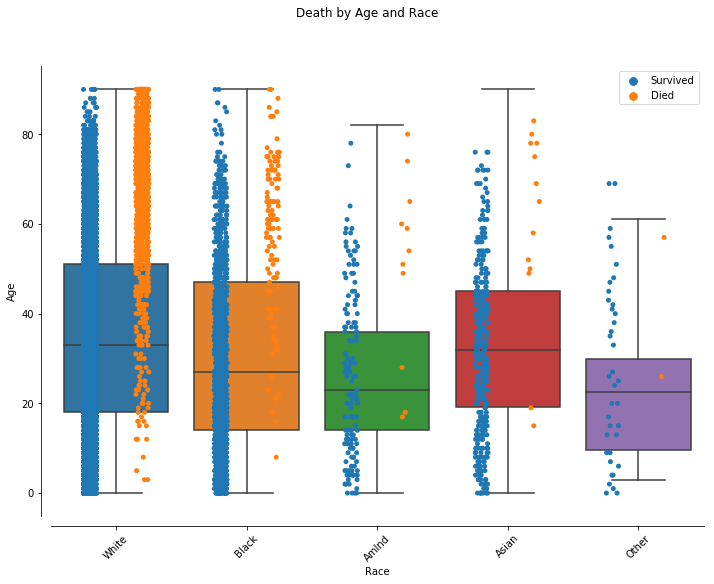 Death by Age and Race
Survived
Died
80
60
40
20
0
Age
White
Black
AmInd
Asian
Other
Race